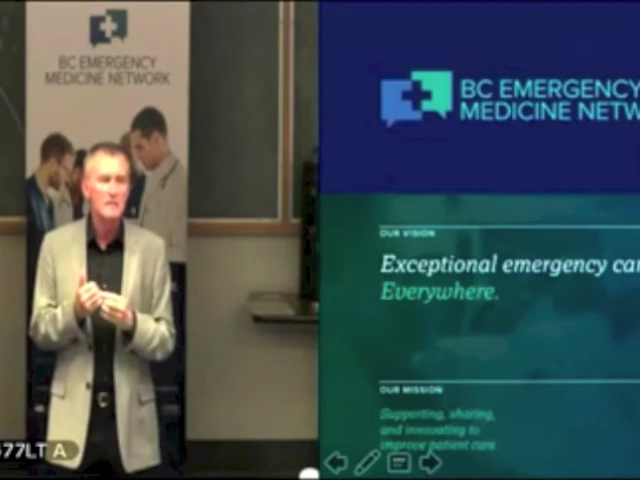 BC EMERGENCY
MEDICINE NETWORK
77LT A
BC EMERGENCY
MEDICINE NETW
OUR VISION
Exceptional emergency car
Everywhere.
OUR MISSION
Supporting, sharing,
and innovating to
improve patient care.